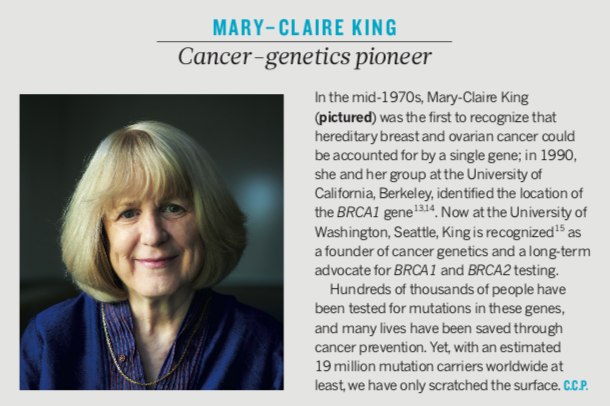 MARY-CLAIRE KING
Cancer-genetics pioneer
In the mid-1970s, Mary-Claire King
(pictured) was the first to recognize that
hereditary breast and ovarian cancer could
be accounted for by a single gene; in 1990,
she and her group at the University of
California, Berkeley, identified the location of
the BRCA1 gene13,14. Now at the University of
Washington, Seattle, King is recognized15 as
a founder of cancer genetics and a long-term
advocate for BRCA1 and BRCA2 testing.
Hundreds of thousands of people have
been tested for mutations in these genes,
and many lives have been saved through
cancer prevention. Yet, with an estimated
19 million mutation carriers worldwide at
least, we have only scratched the surface. C.C.P.